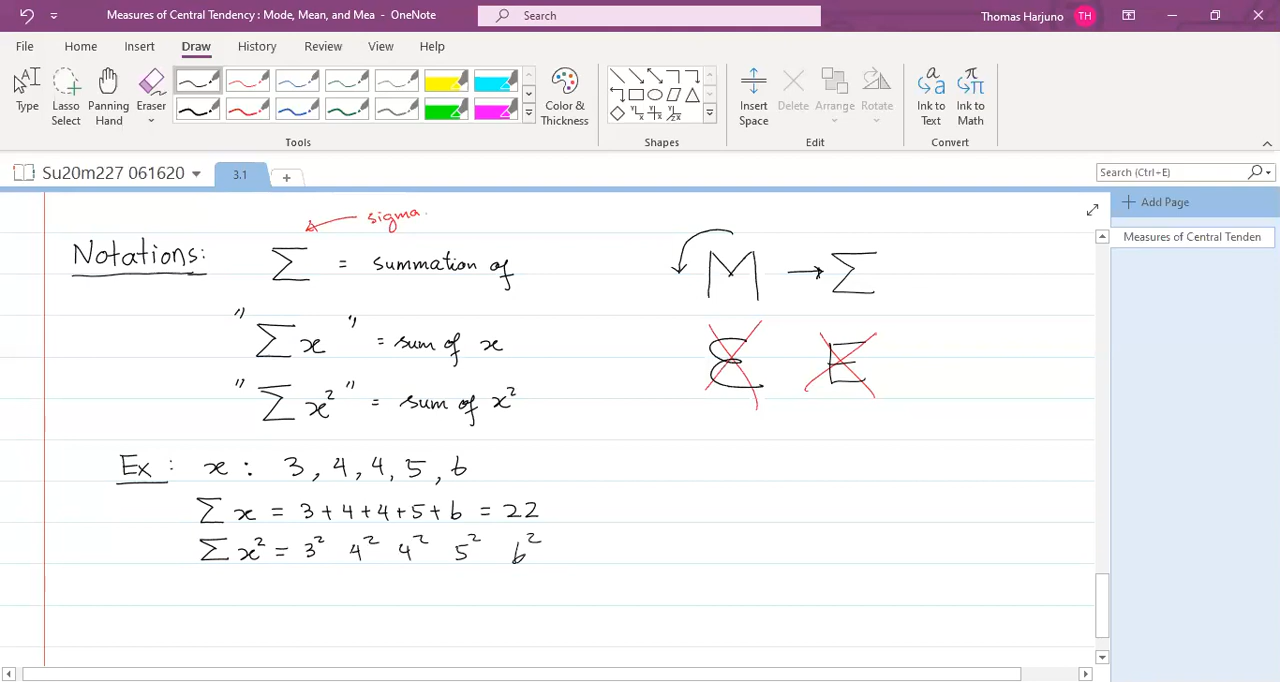 Measures of Central Tendency : Mode, Mean, and Mea - OneNote
Search
Thomas Harjuno
TH
File Home Insert Draw History Review View Help
Type
Lasso Select
Panning Hand
Eraser
Color & Thickness
Insert Space
Delete
Arrange
Rotate
Ink to Text
Ink to Math
Tools
Shapes
Edit
Convert
Su20m227 061620
3.1
Search (Ctrl+E)
Add Page
Measures of Central Tenden
sigma
Notations: Σ = summation of
M → Σ
"Σx" = sum of x
Σ E
"Σx²" = sum of x²
Ex: x: 3, 4, 4, 5, 6
Σx = 3+4+4+5+6 = 22
Σx² = 3² 4² 4² 5² 6²